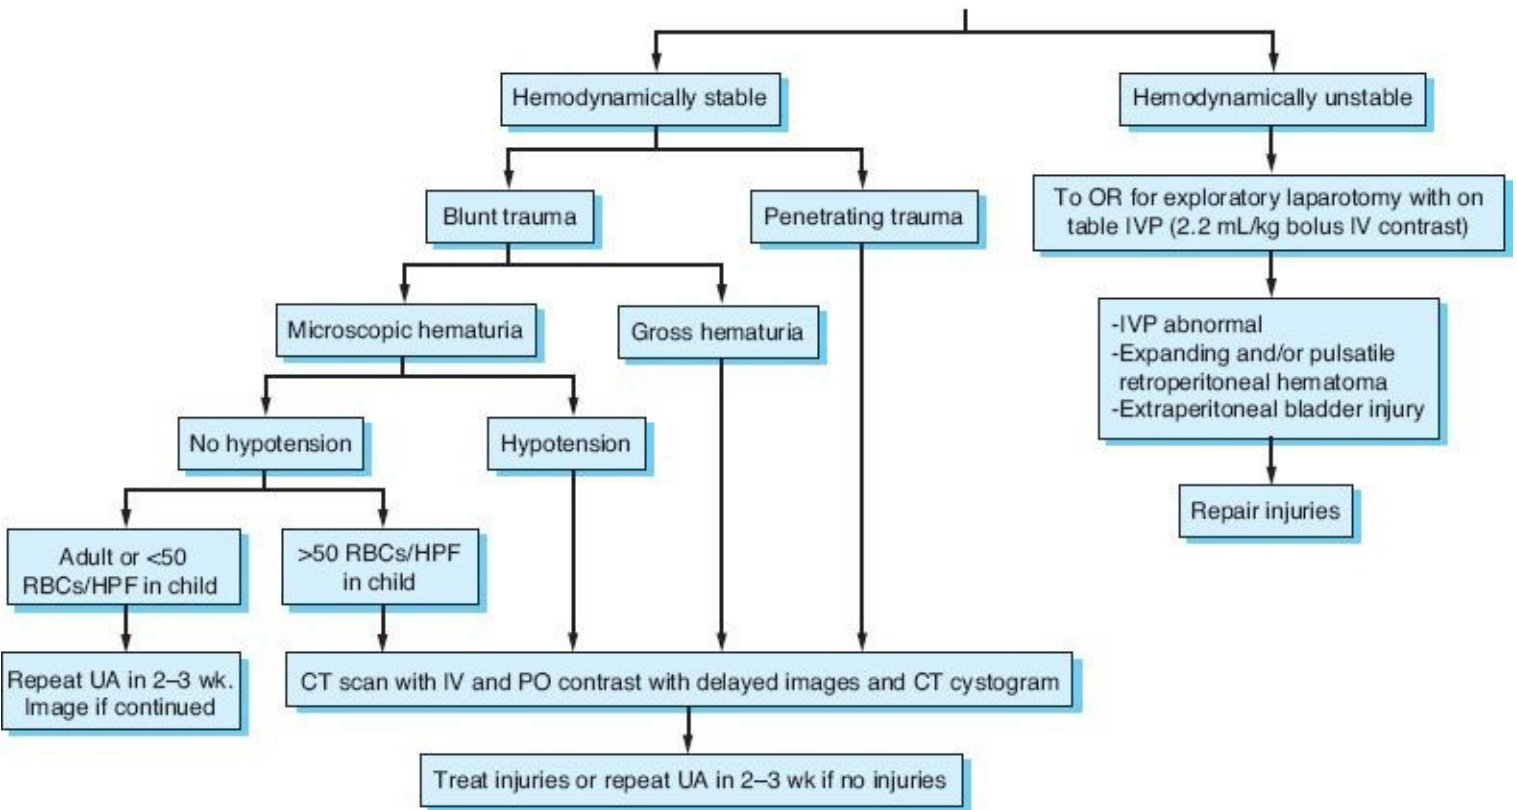 Hemodynamically stable
Hemodynamically unstable
Blunt trauma
Penetrating trauma
To OR for exploratory laparotomy with on
table IVP (2.2 mL/kg bolus IV contrast)
Microscopic hematuria
Gross hematuria
-IVP abnormal
-Expanding and/or pulsatile
retroperitoneal hematoma
-Extraperitoneal bladder injury
No hypotension
Hypotension
Repair injuries
Adult or <50
RBCs/HPF in child
>50 RBCs/HPF
in child
Repeat UA in 2–3 wk.
Image if continued
CT scan with IV and PO contrast with delayed images and CT cystogram
Treat injuries or repeat UA in 2–3 wk if no injuries